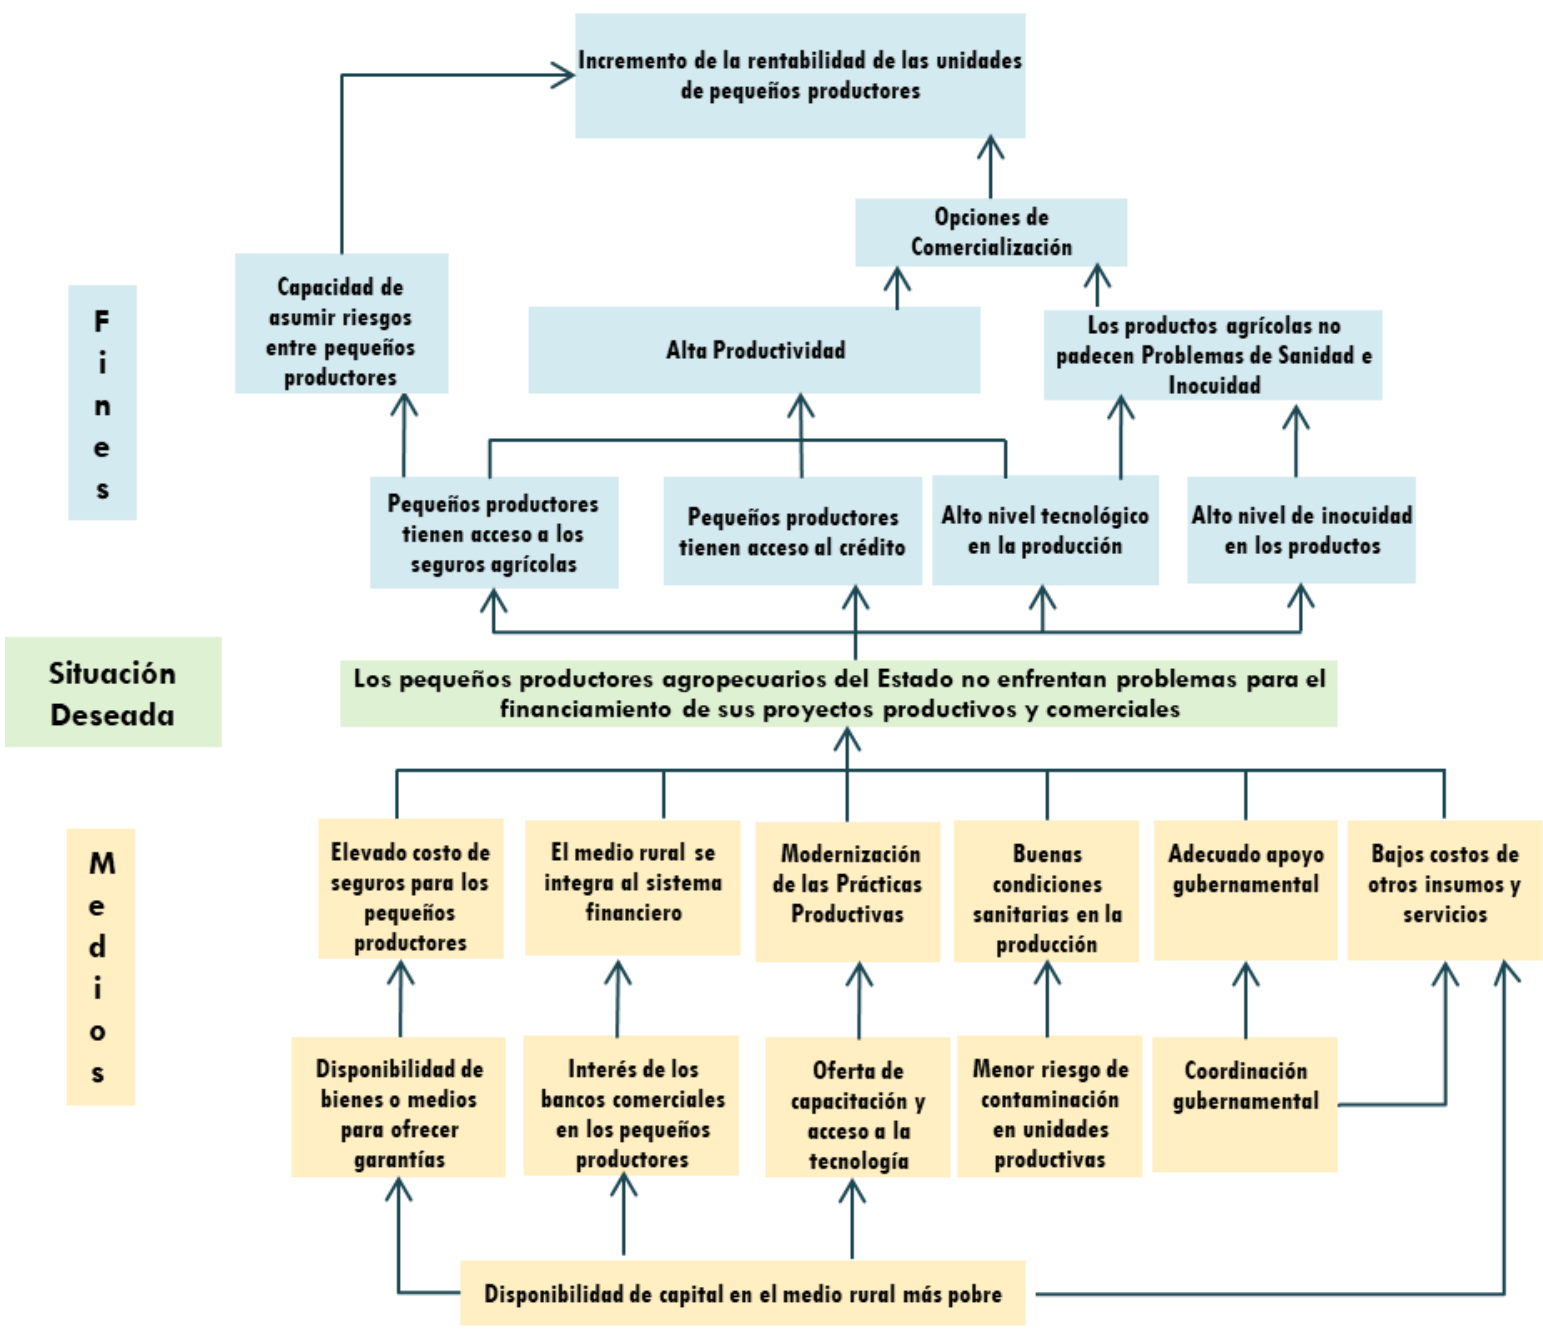 Incremento de la rentabilidad de las unidades
de pequeños productores
Opciones de
Comercialización
Capacidad de
asumir riesgos
entre pequeños
productores
Alta Productividad
Los productos agrícolas no
padecen Problemas de Sanidad e
Inocuidad
F
i
n
e
s
Pequeños productores
tienen acceso a los
seguros agrícolas
Pequeños productores
tienen acceso al crédito
Alto nivel tecnológico
en la producción
Alto nivel de inocuidad
en los productos
Situación
Deseada
Los pequeños productores agropecuarios del Estado no enfrentan problemas para el
financiamiento de sus proyectos productivos y comerciales
M
e
d
i
o
s
Elevado costo de
seguros para los
pequeños
productores
El medio rural se
integra al sistema
financiero
Modernización
de las Prácticas
Productivas
Buenas
condiciones
sanitarias en la
producción
Adecuado apoyo
gubernamental
Bajos costos de
otros insumos y
servicios
Disponibilidad de
bienes o medios
para ofrecer
garantías
Interés de los
bancos comerciales
en los pequeños
productores
Oferta de
capacitación y
acceso a la
tecnología
Menor riesgo de
contaminación
en unidades
productivas
Coordinación
gubernamental
Disponibilidad de capital en el medio rural más pobre